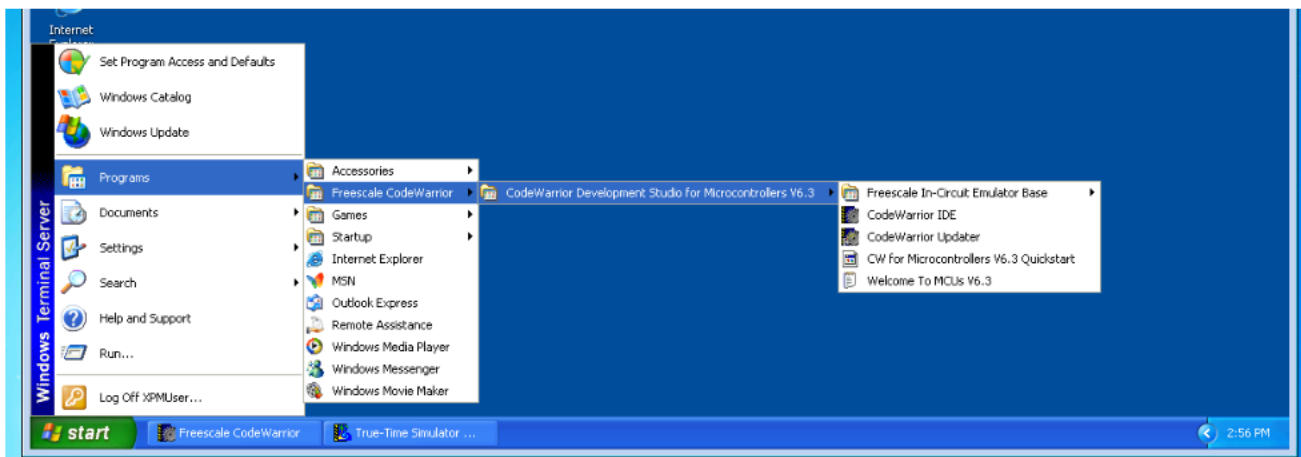 Internet
Explorer
Set Program Access and Defaults
Windows Catalog
Windows Update
Programs
Documents
Settings
Search
Help and Support
Run...
Log Off XPMUser...
Windows Terminal Server
Accessories
Freescale CodeWarrior
Games
Startup
Internet Explorer
MSN
Outlook Express
Remote Assistance
Windows Media Player
Windows Messenger
Windows Movie Maker
CodeWarrior Development Studio for Microcontrollers V6.3
Freescale In-Circuit Emulator Base
CodeWarrior IDE
CodeWarrior Updater
CW for Microcontrollers V6.3 Quickstart
Welcome To MCUs V6.3
start
Freescale CodeWarrior
True-Time Simulator ...
2:56 PM